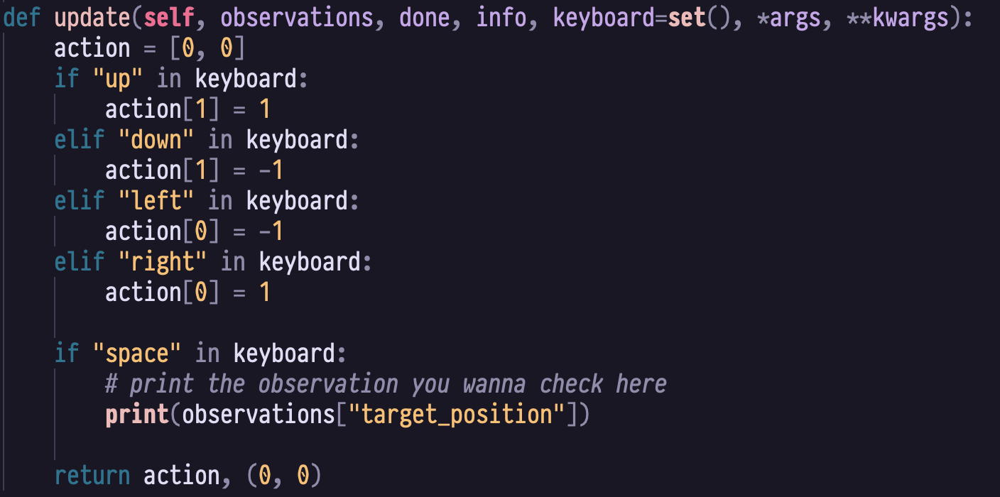 def update(self, observations, done, info, keyboard=set(), *args, **kwargs):
    action = [0, 0]
    if "up" in keyboard:
        action[1] = 1
    elif "down" in keyboard:
        action[1] = -1
    elif "left" in keyboard:
        action[0] = -1
    elif "right" in keyboard:
        action[0] = 1

    if "space" in keyboard:
        # print the observation you wanna check here
        print(observations["target_position"])

    return action, (0, 0)